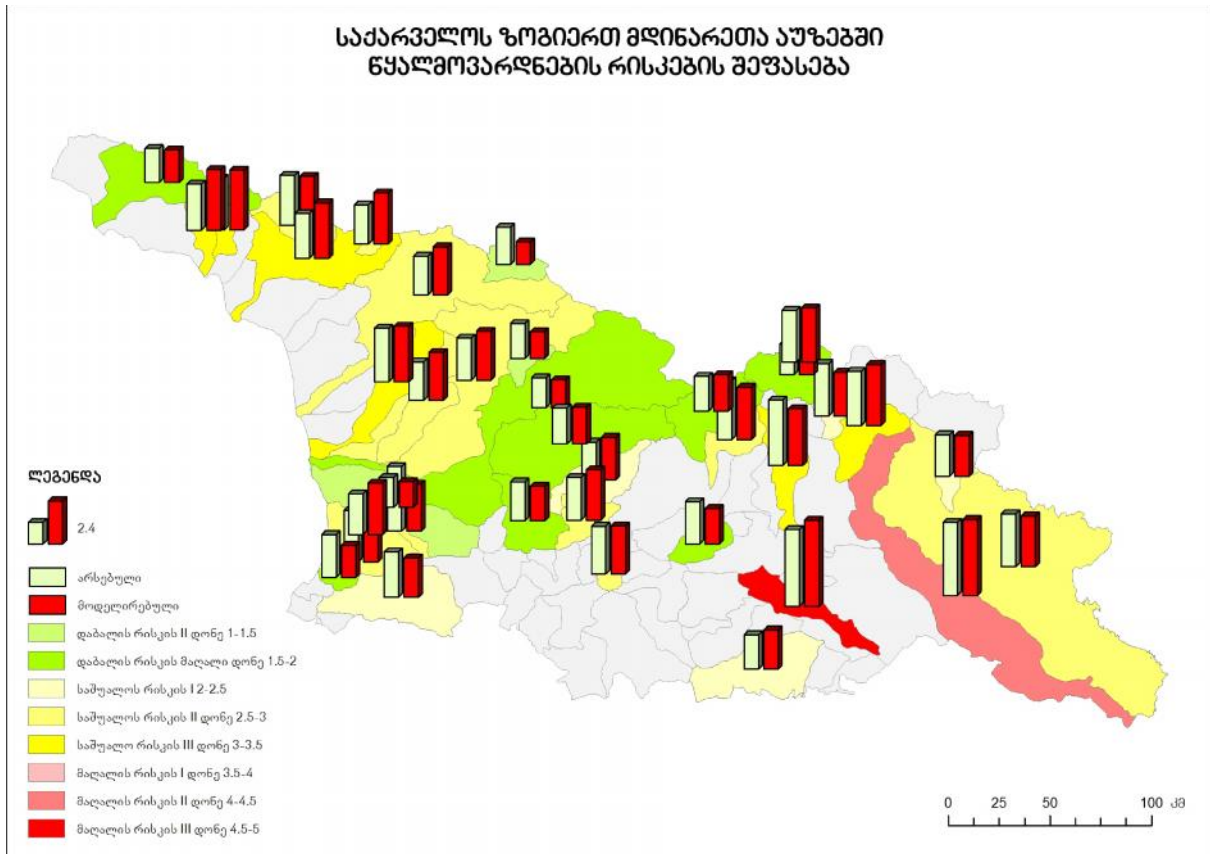 საქართველოს ზოგიერთ მდინარეთა აუზებში
წყალმოვარდნების რისკების შეფასება
ლეგენდა
2.4
არსებული
მოდელირებული
დაბალის რისკის II დონე 1-1.5
დაბალის რისკის მაღალი დონე 1.5-2
საშუალოს რისკის I 2-2.5
საშუალოს რისკის II დონე 2.5-3
საშუალო რისკის III დონე 3-3.5
მაღალის რისკის I დონე 3.5-4
მაღალის რისკის II დონე 4-4.5
მაღალის რისკის III დონე 4.5-5
0 25 50 100 კმ